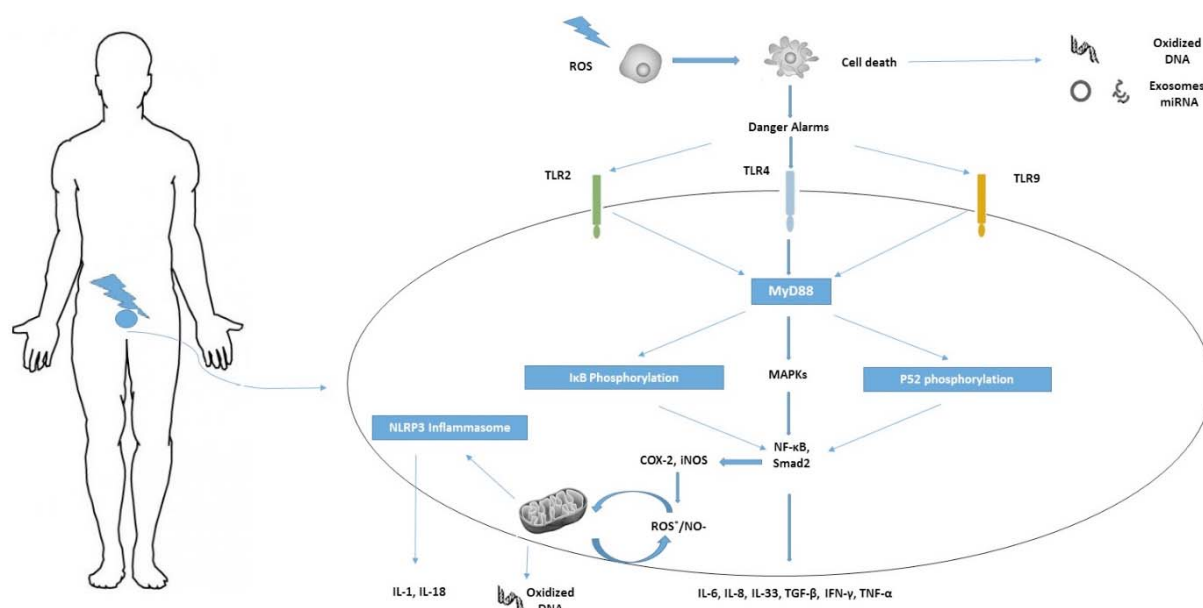 ROS
Cell death
Oxidized
DNA
Exosomes
miRNA
Danger Alarms
TLR2
TLR4
TLR9
MyD88
IκB Phosphorylation
MAPKs
P52 phosphorylation
NLRP3 Inflammasome
NF-κB,
Smad2
COX-2, iNOS
ROS˚/NO-
IL-1, IL-18
Oxidized
DNA
IL-6, IL-8, IL-33, TGF-β, IFN-γ, TNF-α